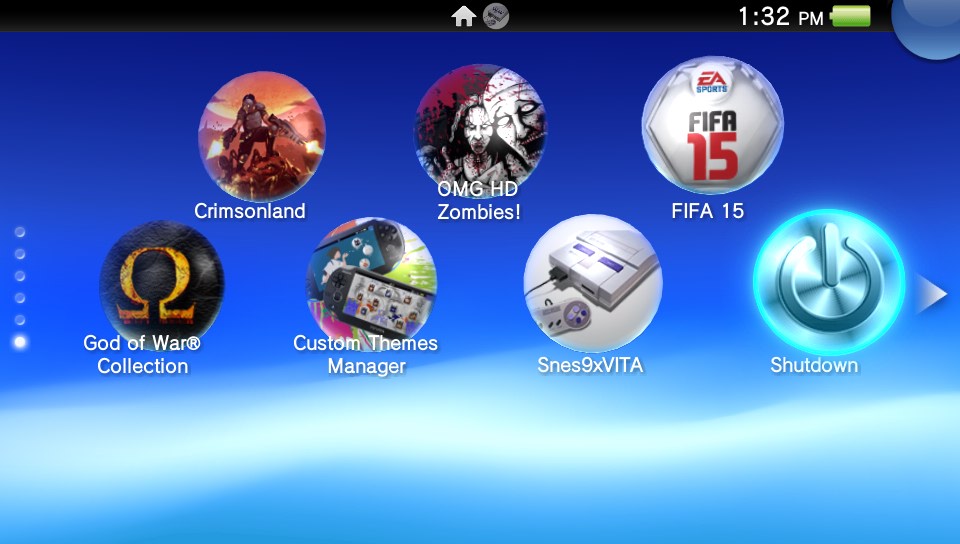 1:32 PM
EA
SPORTS
FIFA
15
Crimsonland
OMG HD
Zombies!
FIFA 15
God of War®
Collection
Custom Themes
Manager
Snes9xVITA
Shutdown